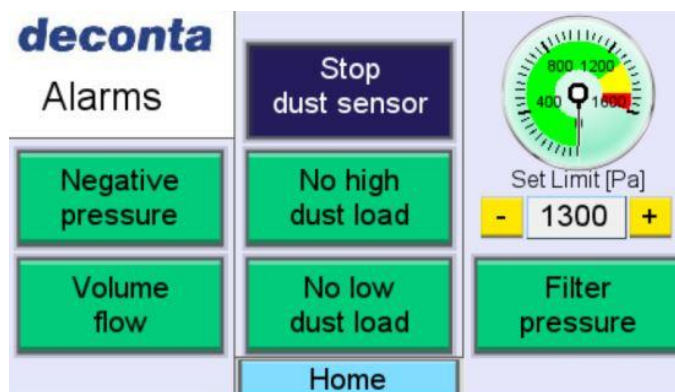 deconta
Alarms
Stop
dust sensor
800 1200
400 1600
0
Set Limit [Pa]
- 1300 +
Negative
pressure
No high
dust load
Volume
flow
No low
dust load
Filter
pressure
Home